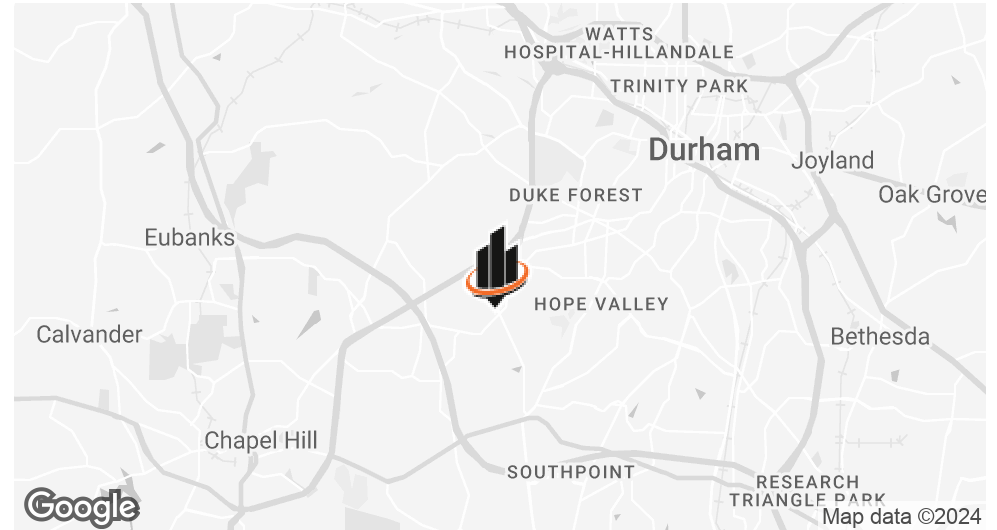 WATTS
HOSPITAL-HILLANDALE
TRINITY PARK
Durham
Joyland
Oak Grove
DUKE FOREST
Eubanks
HOPE VALLEY
Calvander
Bethesda
Chapel Hill
SOUTHPOINT
RESEARCH
TRIANGLE PARK
Google
Map data ©2024